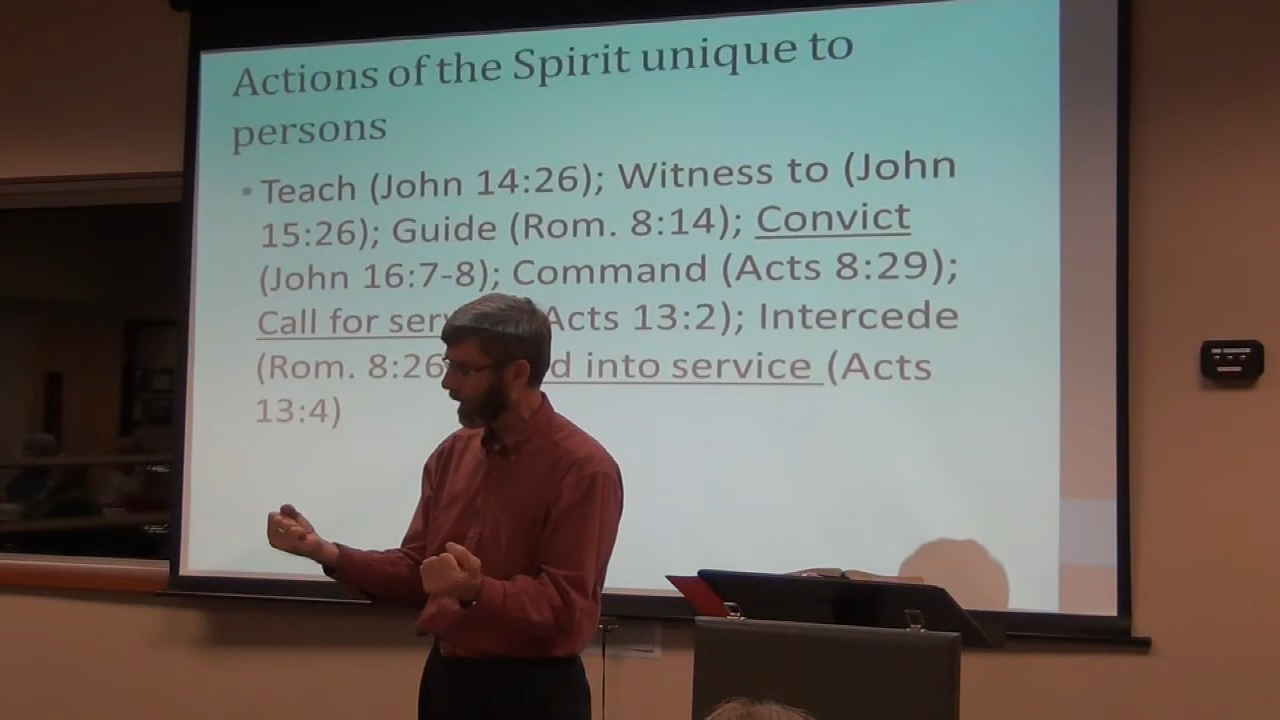 Actions of the Spirit unique to
persons
• Teach (John 14:26); Witness to (John
15:26); Guide (Rom. 8:14); Convict
(John 16:7-8); Command (Acts 8:29);
Call for Acts 13:2); Intercede
(Rom. 8:26 into service (Acts
13:4)